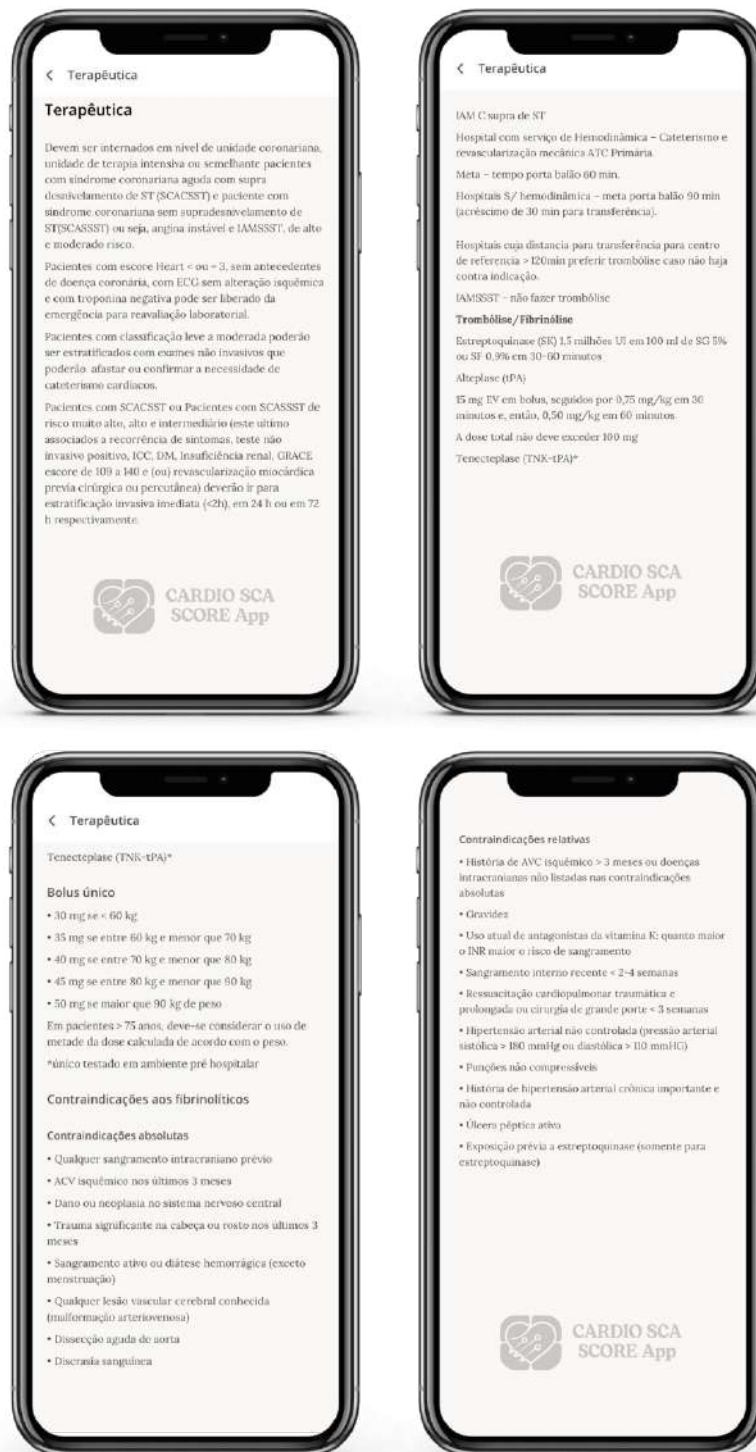 Terapêutica
Terapêutica
Devem ser internados em nível de unidade coronariana,
unidade de terapia intensiva ou semelhante pacientes
com síndrome coronariana aguda com supra
desnivelamento de ST (SCACSST) e paciente com
síndrome coronariana sem supradesnivelamento de
ST(SCASSST) ou seja, angina instável e IAMSSST, de alto
e moderado risco.
Pacientes com escore Heart < ou = 3, sem antecedentes
de doença coronária, com ECG sem alteração isquêmica
e com troponina negativa pode ser liberado da
emergência para reavaliação laboratorial.
Pacientes com classificação leve a moderada poderão
ser estratificados com exames não invasivos que
poderão afastar ou confirmar a necessidade de
cateterismo cardíacos.
Pacientes com SCACSST ou Pacientes com SCASSST de
risco muito alto, alto e intermediário (este ultimo
associados a recorrência de sintomas, teste não
invasivo positivo, ICC, DM, Insuficiência renal, GRACE
escore de 109 a 140 e (ou) revascularização miocárdica
previa cirúrgica ou percutânea) deverão ir para
estratificação invasiva imediata (<2h), em 24 h ou em 72
h respectivamente.
CARDIO SCA
SCORE App
Terapêutica
IAM C supra de ST
Hospital com serviço de Hemodinâmica – Cateterismo e
revascularização mecânica ATC Primária.
Meta – tempo porta balão 60 min.
Hospitais S/ hemodinâmica – meta porta balão 90 min
(acréscimo de 30 min para transferência).
Hospitais cuja distancia para transferência para centro
de referencia > 120min preferir trombólise caso não haja
contra indicação.
IAMSSST – não fazer trombólise
Trombólise/Fibrinólise
Estreptoquinase (SK) 1,5 milhões UI em 100 ml de SG 5%
ou SF 0,9% em 30-60 minutos
Alteplase (tPA)
15 mg EV em bolus, seguidos por 0,75 mg/kg em 30
minutos e, então, 0,50 mg/kg em 60 minutos
A dose total não deve exceder 100 mg
Tenecteplase (TNK-tPA)*
CARDIO SCA
SCORE App
Terapêutica
Tenecteplase (TNK-tPA)*
Bolus único
• 30 mg se < 60 kg
• 35 mg se entre 60 kg e menor que 70 kg
• 40 mg se entre 70 kg e menor que 80 kg
• 45 mg se entre 80 kg e menor que 90 kg
• 50 mg se maior que 90 kg de peso
Em pacientes > 75 anos, deve-se considerar o uso de
metade da dose calculada de acordo com o peso.
*único testado em ambiente pré hospitalar
Contraindicações aos fibrinolíticos
Contraindicações absolutas
• Qualquer sangramento intracraniano prévio
• ACV isquêmico nos últimos 3 meses
• Dano ou neoplasia no sistema nervoso central
• Trauma significante na cabeça ou rosto nos últimos 3
meses
• Sangramento ativo ou diátese hemorrágica (exceto
menstruação)
• Qualquer lesão vascular cerebral conhecida
(malformação arteriovenosa)
• Dissecção aguda de aorta
• Discrasia sanguínea
Contraindicações relativas
• História de AVC isquêmico > 3 meses ou doenças
intracranianas não listadas nas contraindicações
absolutas
• Gravidez
• Uso atual de antagonistas da vitamina K: quanto maior
o INR maior o risco de sangramento
• Sangramento interno recente < 2-4 semanas
• Ressuscitação cardiopulmonar traumática e
prolongada ou cirurgia de grande porte < 3 semanas
• Hipertensão arterial não controlada (pressão arterial
sistólica > 180 mmHg ou diastólica > 110 mmHG)
• Punções não compressíveis
• História de hipertensão arterial crônica importante e
não controlada
• Úlcera péptica ativa
• Exposição prévia a estreptoquinase (somente para
estreptoquinase)
CARDIO SCA
SCORE App